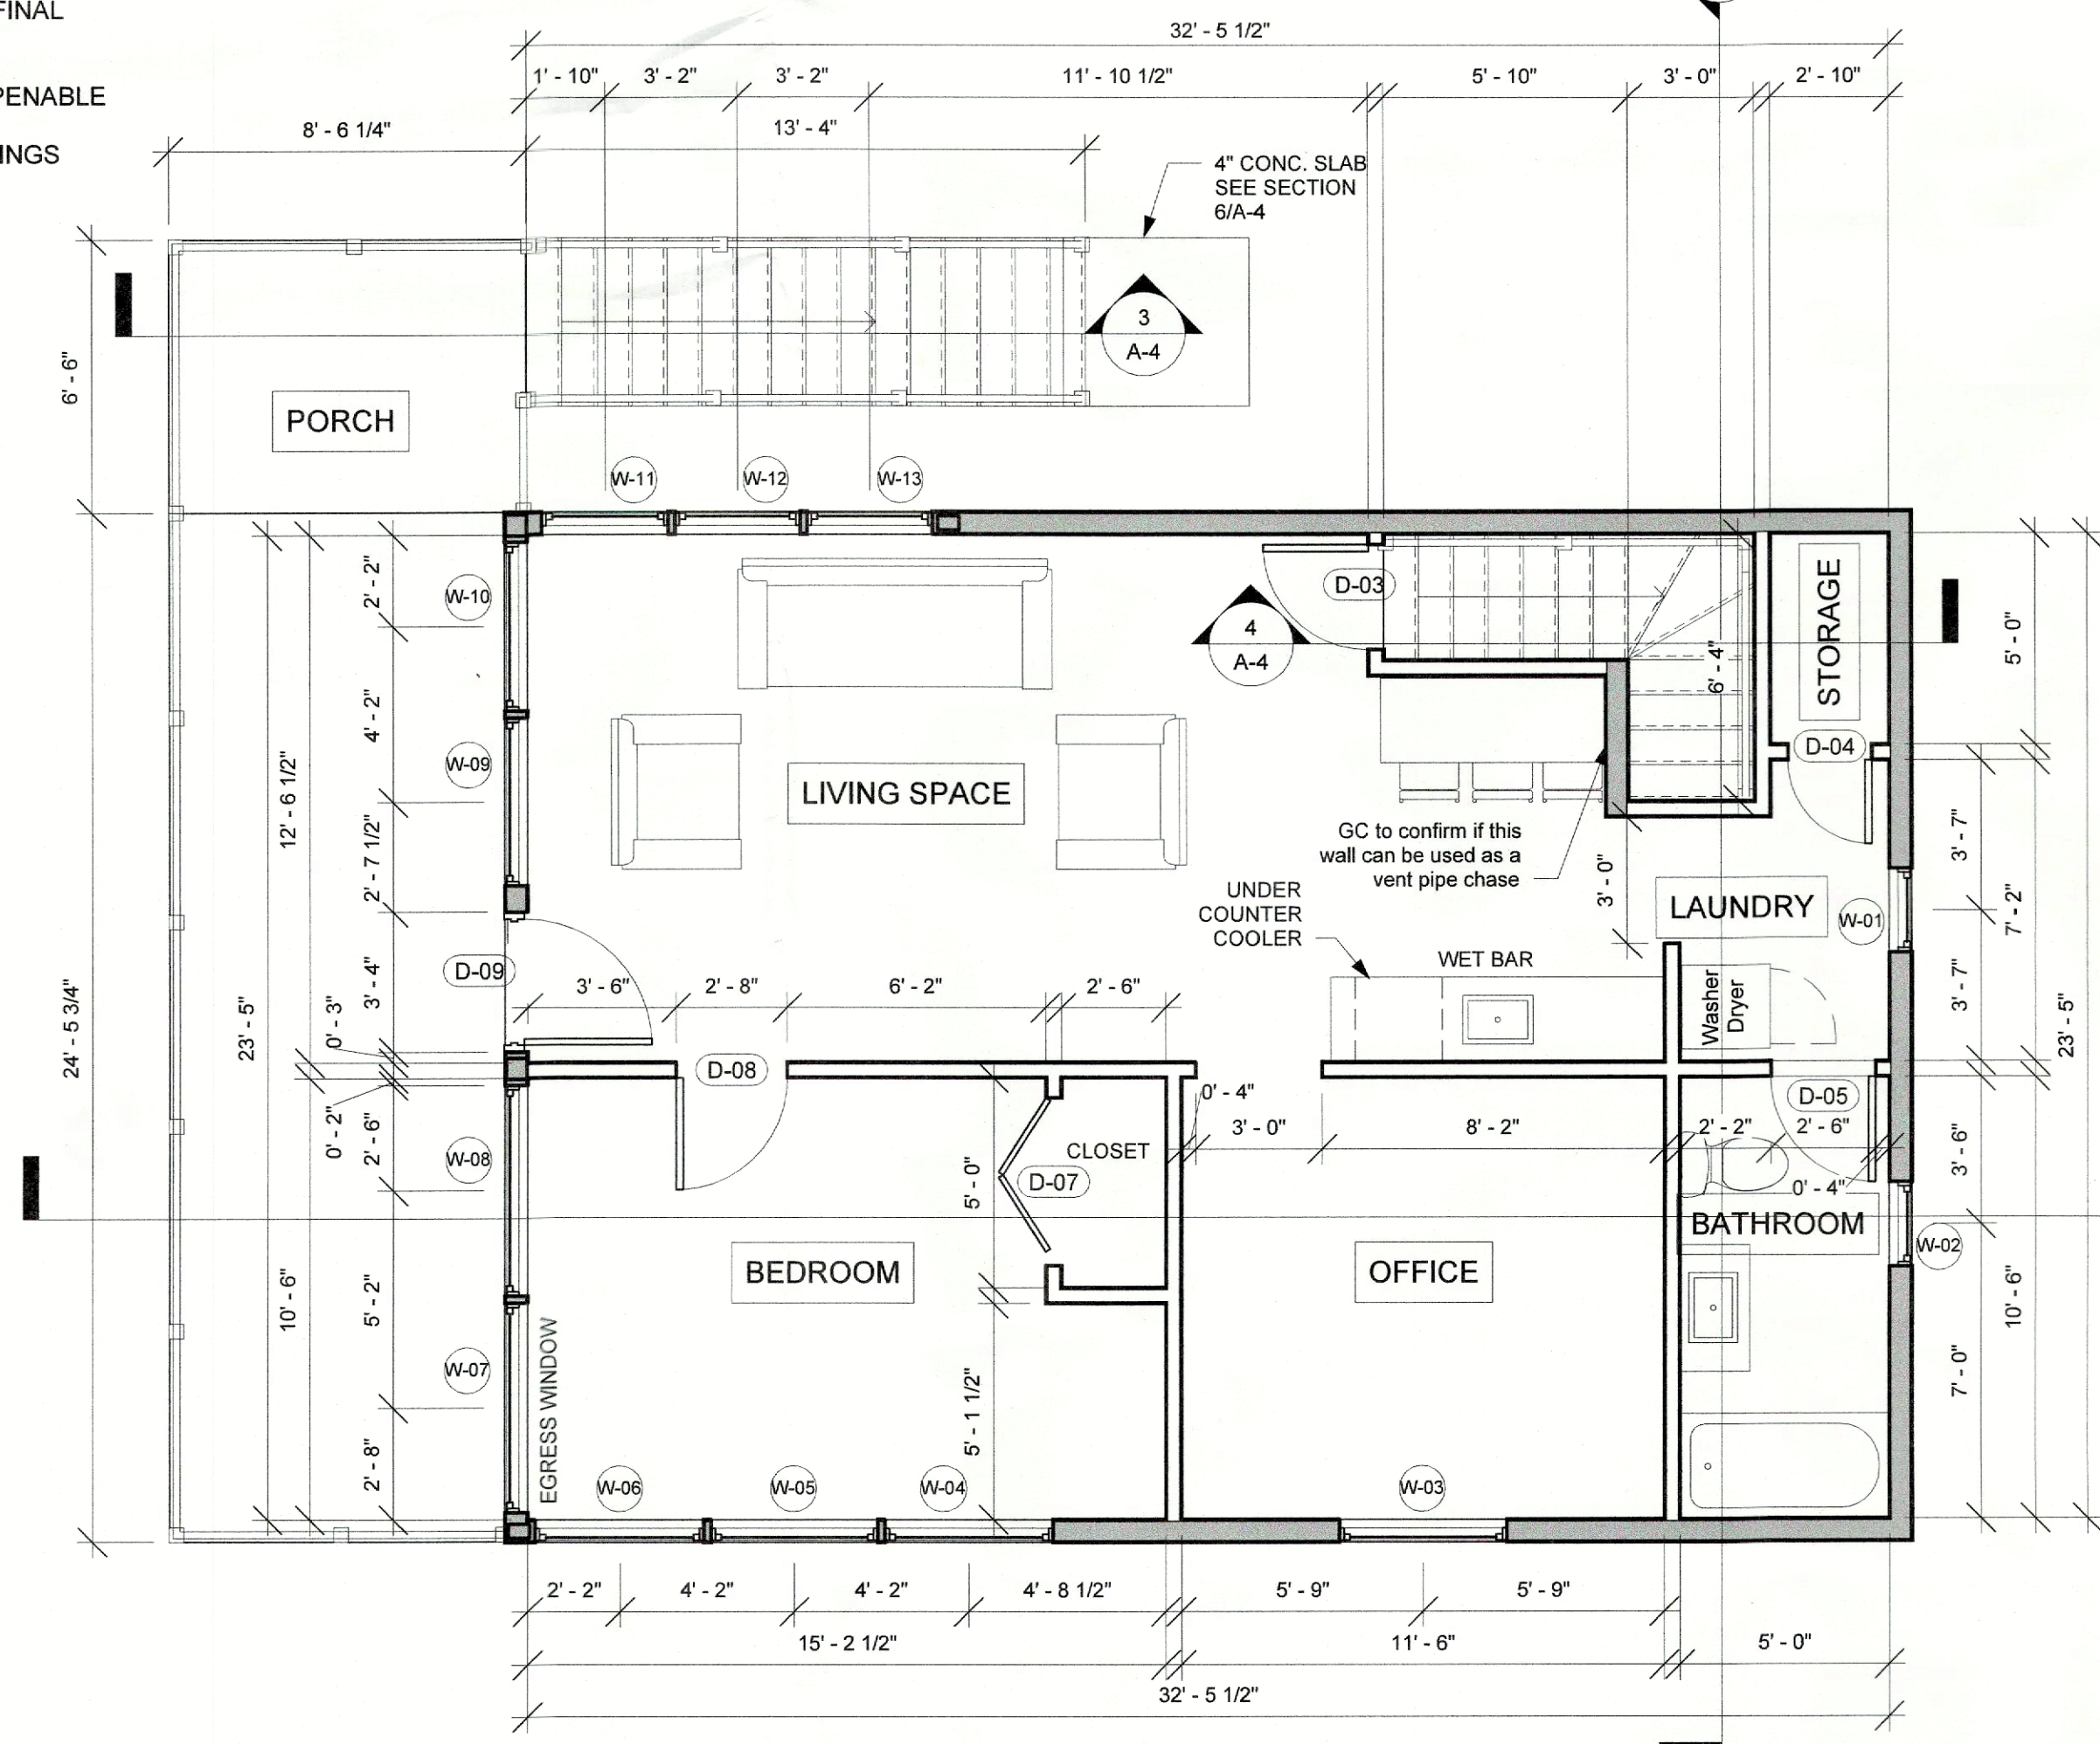 FINAL
PENABLE
INGS
32' - 5 1/2"
1' - 10"
3' - 2"
3' - 2"
11' - 10 1/2"
5' - 10"
3' - 0"
2' - 10"
8' - 6 1/4"
13' - 4"
4" CONC. SLAB
SEE SECTION
6/A-4
3
A-4
6' - 6"
PORCH
W-11
W-12
W-13
2' - 2"
W-10
D-03
4
A-4
6' - 4"
STORAGE
5' - 0"
4' - 2"
W-09
12' - 6 1/2"
LIVING SPACE
D-04
2' - 7 1/2"
GC to confirm if this
wall can be used as a
vent pipe chase
3' - 0"
3' - 7"
UNDER
COUNTER
COOLER
LAUNDRY
W-01
7' - 2"
D-09
WET BAR
3' - 4"
0' - 3"
23' - 5"
24' - 5 3/4"
3' - 6"
2' - 8"
6' - 2"
2' - 6"
Washer
Dryer
3' - 7"
23' - 5"
D-08
0' - 4"
D-05
0' - 2"
2' - 6"
W-08
CLOSET
3' - 0"
8' - 2"
2' - 2"
2' - 6"
3' - 6"
5' - 0"
D-07
0' - 4"
BATHROOM
W-02
BEDROOM
OFFICE
10' - 6"
5' - 2"
10' - 6"
W-07
EGRESS WINDOW
5' - 1 1/2"
7' - 0"
2' - 8"
W-06
W-05
W-04
W-03
2' - 2"
4' - 2"
4' - 2"
4' - 8 1/2"
5' - 9"
5' - 9"
15' - 2 1/2"
11' - 6"
5' - 0"
32' - 5 1/2"